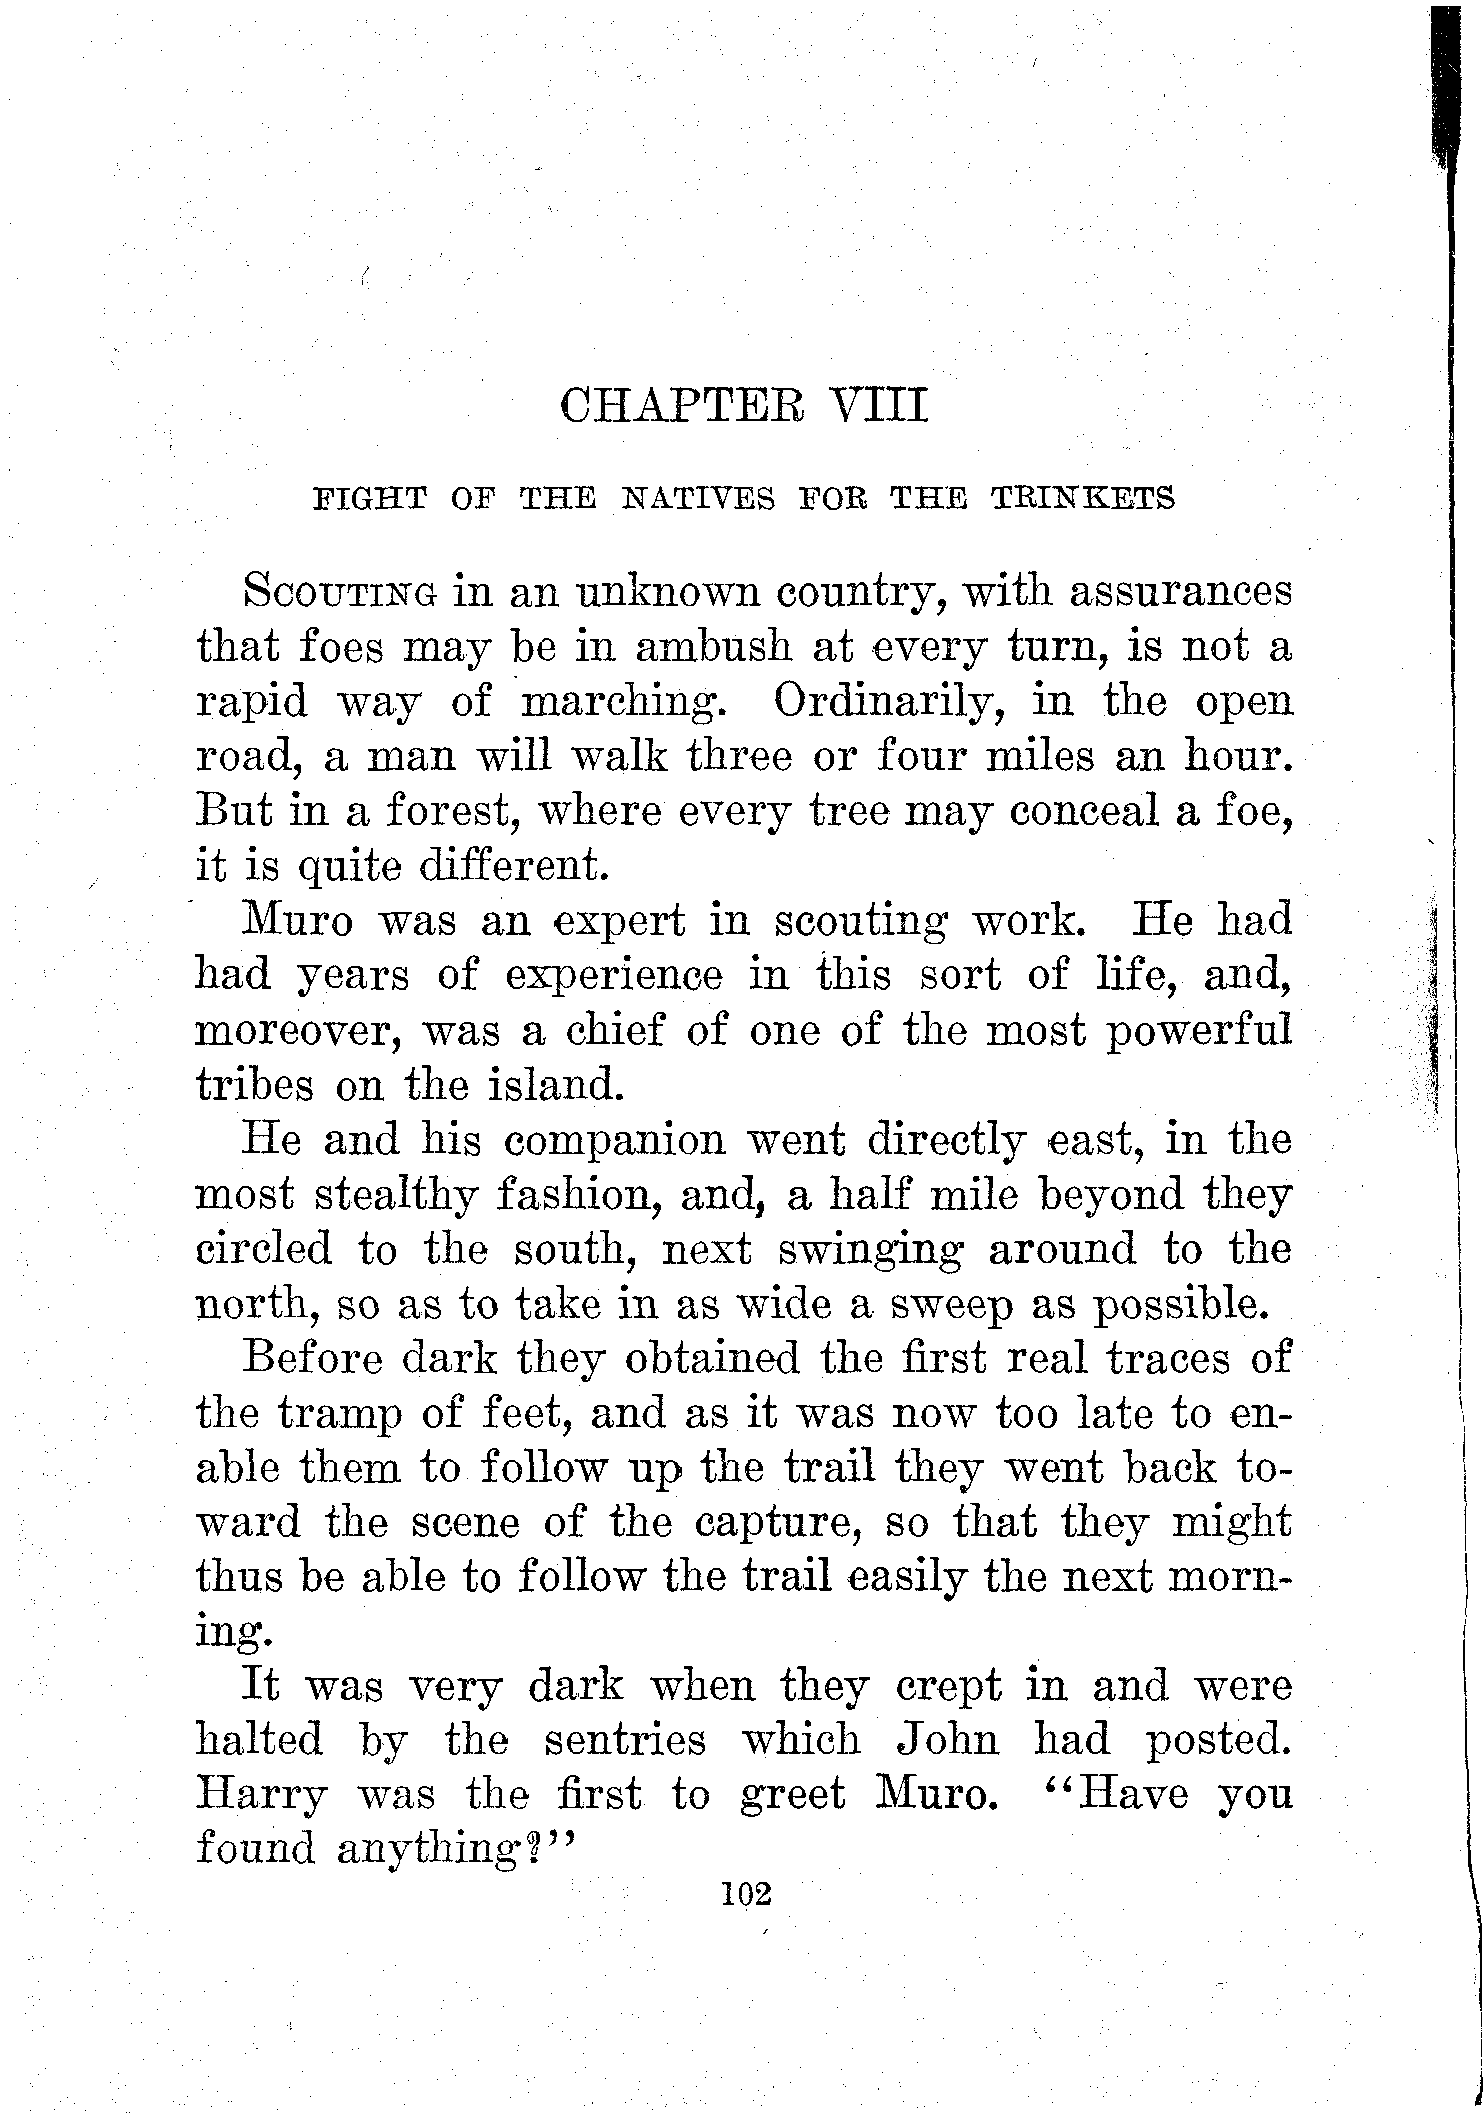 CHAPTER VIII
FIGHT OF THE NATIVES FOR THE TRINKETS
SCOUTING in an unknown country, with assurances
that foes may be in ambush at every turn, is not a
rapid way of marching. Ordinarily, in the open
road, a man will walk three or four miles an hour.
But in a forest, where every tree may conceal a foe,
it is quite different.
Muro was an expert in scouting work. He had
had years of experience in this sort of life, and,
moreover, was a chief of one of the most powerful
tribes on the island.
He and his companion went directly east, in the
most stealthy fashion, and, a half mile beyond they
circled to the south, next swinging around to the
north, so as to take in as wide a sweep as possible.
Before dark they obtained the first real traces of
the tramp of feet, and as it was now too late to en-
able them to follow up the trail they went back to-
ward the scene of the capture, so that they might
thus be able to follow the trail easily the next morn-
ing.
It was very dark when they crept in and were
halted by the sentries which John had posted.
Harry was the first to greet Muro. "Have you
found anything?"
102